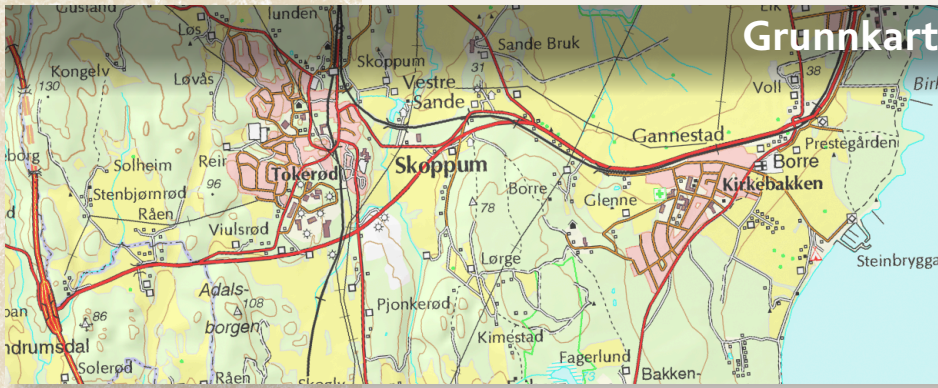 Gusland
lunden
Grunnkart
Løs
Sande Bruk
Skoppum
Kongelv
130
Løvås
Vestre
Sande
31
38
Voll
Gannestad
Prestegården
Solheim
Reir
Tokerød
Skoppum
Borre
Stenbjørnrød
96
Borre
Kirkebakken
Råen
78
Glenne
Viulsrød
Lørge
Steinbrygga
Adals-
108
borgen
Pjonkerød
86
Kimestad
ndrumsdal
Fagerlund
Solerød
Råen
Bakken-